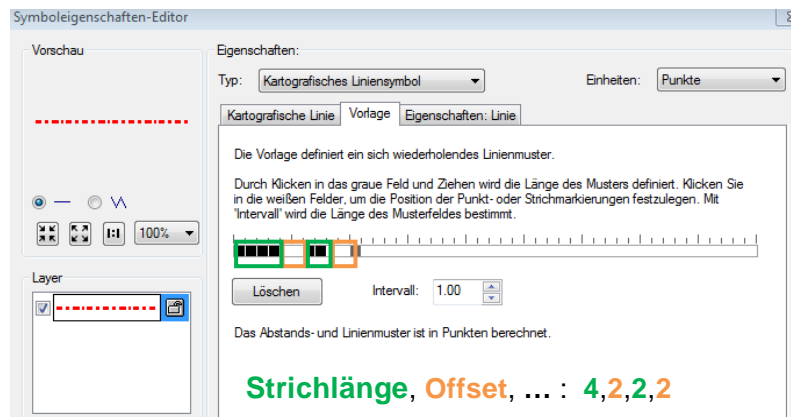 Symboleigenschaften-Editor
Vorschau
100%
Layer
Eigenschaften:
Typ: Kartografisches Liniensymbol
Einheiten: Punkte
Kartografische Linie Vorlage Eigenschaften: Linie
Die Vorlage definiert ein sich wiederholendes Linienmuster.
Durch Klicken in das graue Feld und Ziehen wird die Länge des Musters definiert. Klicken Sie
in die weißen Felder, um die Position der Punkt- oder Strichmarkierungen festzulegen. Mit
'Intervall' wird die Länge des Musterfeldes bestimmt.
Löschen Intervall: 1.00
Das Abstands- und Linienmuster ist in Punkten berechnet.
Strichlänge, Offset, ... : 4,2,2,2